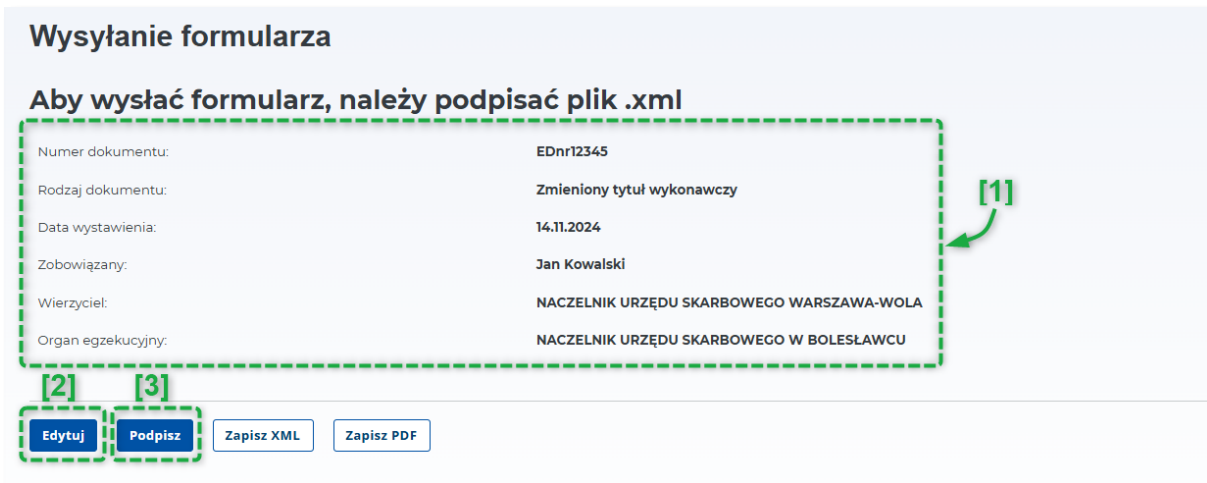 Wysyłanie formularza
Aby wysłać formularz, należy podpisać plik .xml
Numer dokumentu: EDnr12345
Rodzaj dokumentu: Zmieniony tytuł wykonawczy
[1]
Data wystawienia: 14.11.2024
Zobowiązany: Jan Kowalski
Wierzyciel: NACZELNIK URZĘDU SKARBOWEGO WARSZAWA-WOLA
Organ egzekucyjny: NACZELNIK URZĘDU SKARBOWEGO W BOLESŁAWCU
[2] [3]
Edytuj Podpisz Zapisz XML Zapisz PDF